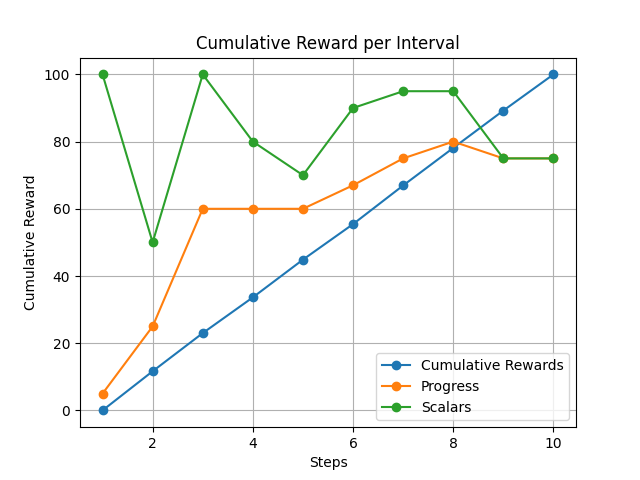 Cumulative Reward per Interval
Cumulative Reward
100
80
60
40
20
0
2
4
6
8
10
Steps
Cumulative Rewards
Progress
Scalars